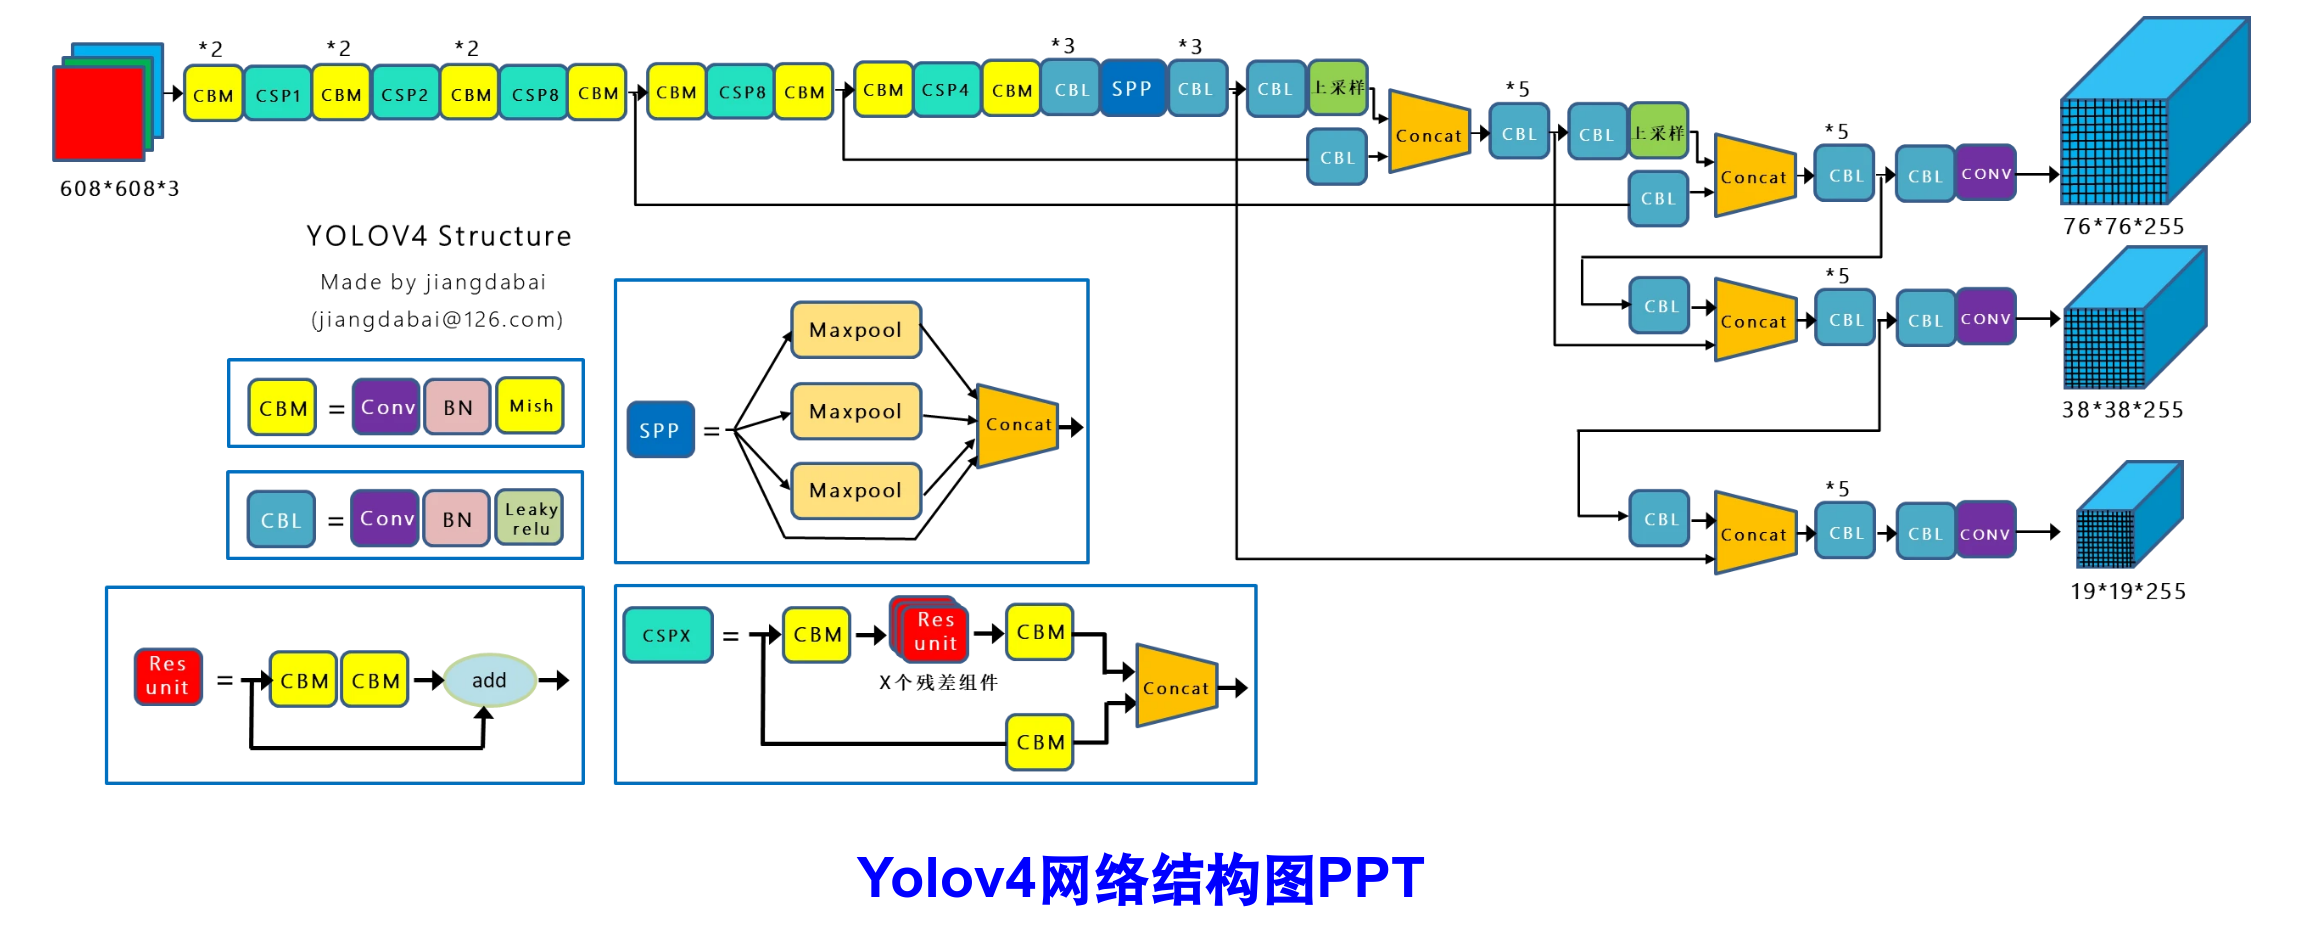 *2 *2 *2 *3 *3
CBM CSP1 CBM CSP2 CBM CSP8 CBM CBM CSP8 CBM CBM CSP4 CBM CBL SPP CBL CBL 上采样
*5
CBL Concat CBL CBL 上采样
*5
CBL Concat CBL CBL CONV
608*608*3
76*76*255
YOLOV4 Structure
Made by jiangdabai
(jiangdabai@126.com)
*5
CBL Concat CBL CBL CONV
38*38*255
*5
CBL Concat CBL CBL CONV
19*19*255
CBM = Conv BN Mish
CBL = Conv BN Leaky
relu
SPP = Maxpool
Maxpool
Maxpool
Concat
Res
unit = CBM CBM add
CSPX = CBM Res
unit CBM
X个残差组件
CBM
Concat
Yolov4网络结构图PPT